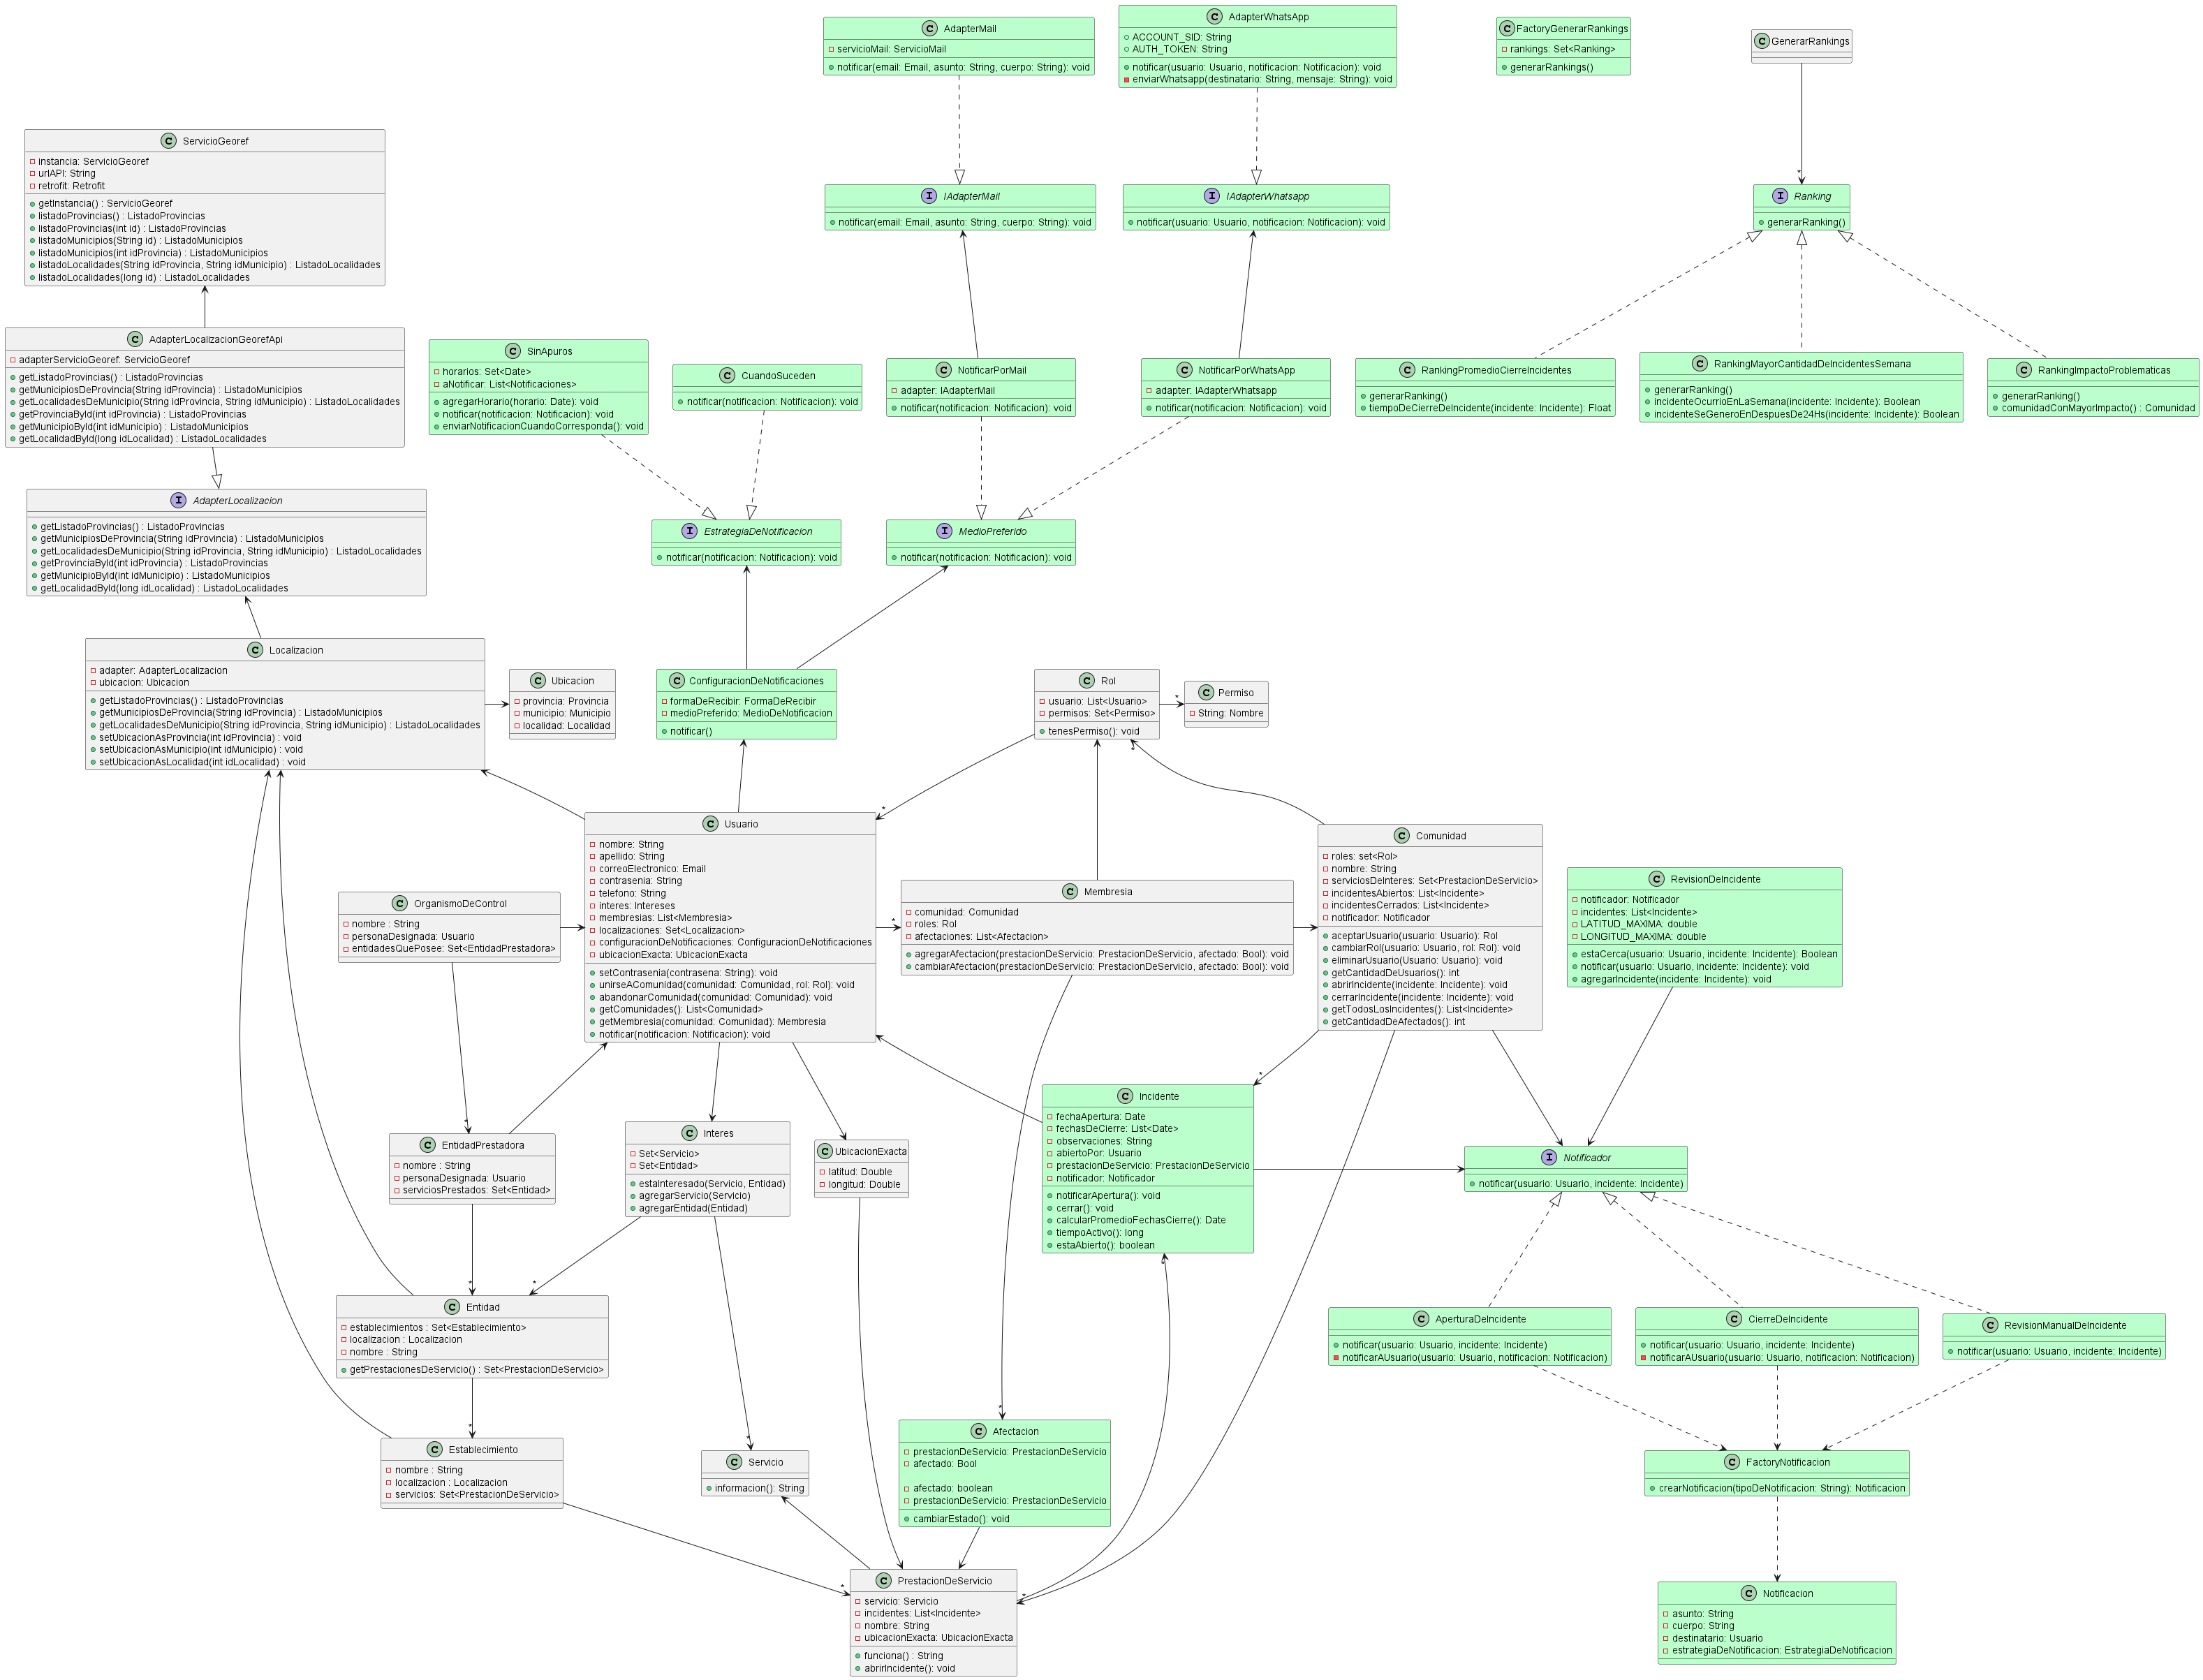 AdapterMail
servicioMail: ServicioMail
notificar(email: Email, asunto: String, cuerpo: String): void
AdapterWhatsApp
ACCOUNT_SID: String
AUTH_TOKEN: String
notificar(usuario: Usuario, notificacion: Notificacion): void
enviarWhatsapp(destinatario: String, mensaje: String): void
FactoryGenerarRankings
rankings: Set<Ranking>
generarRankings()
GenerarRankings
ServicioGeoref
instancia: ServicioGeoref
urlAPI: String
retrofit: Retrofit
getInstancia() : ServicioGeoref
listadoProvincias() : ListadoProvincias
listadoProvincias(int id) : ListadoProvincias
listadoMunicipios(String id) : ListadoMunicipios
listadoMunicipios(int idProvincia) : ListadoMunicipios
listadoLocalidades(String idProvincia, String idMunicipio) : ListadoLocalidades
listadoLocalidades(long id) : ListadoLocalidades
IAdapterMail
notificar(email: Email, asunto: String, cuerpo: String): void
IAdapterWhatsapp
notificar(usuario: Usuario, notificacion: Notificacion): void
*
Ranking
generarRanking()
AdapterLocalizacionGeorefApi
adapterServicioGeoref: ServicioGeoref
getListadoProvincias() : ListadoProvincias
getMunicipiosDeProvincia(String idProvincia) : ListadoMunicipios
getLocalidadesDeMunicipio(String idProvincia, String idMunicipio) : ListadoLocalidades
getProvinciaById(int idProvincia) : ListadoProvincias
getMunicipioById(int idMunicipio) : ListadoMunicipios
getLocalidadById(long idLocalidad) : ListadoLocalidades
SinApuros
horarios: Set<Date>
aNotificar: List<Notificaciones>
agregarHorario(horario: Date): void
notificar(notificacion: Notificacion): void
enviarNotificacionCuandoCorresponda(): void
CuandoSuceden
notificar(notificacion: Notificacion): void
NotificarPorMail
adapter: IAdapterMail
notificar(notificacion: Notificacion): void
NotificarPorWhatsApp
adapter: IAdapterWhatsapp
notificar(notificacion: Notificacion): void
RankingPromedioCierreIncidentes
generarRanking()
tiempoDeCierreDeIncidente(incidente: Incidente): Float
RankingMayorCantidadDeIncidentesSemana
generarRanking()
incidenteOcurrioEnLaSemana(incidente: Incidente): Boolean
incidenteSeGeneroEnDespuesDe24Hs(incidente: Incidente): Boolean
RankingImpactoProblematicas
generarRanking()
comunidadConMayorImpacto() : Comunidad
AdapterLocalizacion
getListadoProvincias() : ListadoProvincias
getMunicipiosDeProvincia(String idProvincia) : ListadoMunicipios
getLocalidadesDeMunicipio(String idProvincia, String idMunicipio) : ListadoLocalidades
getProvinciaById(int idProvincia) : ListadoProvincias
getMunicipioById(int idMunicipio) : ListadoMunicipios
getLocalidadById(long idLocalidad) : ListadoLocalidades
EstrategiaDeNotificacion
notificar(notificacion: Notificacion): void
MedioPreferido
notificar(notificacion: Notificacion): void
Localizacion
adapter: AdapterLocalizacion
ubicacion: Ubicacion
getListadoProvincias() : ListadoProvincias
getMunicipiosDeProvincia(String idProvincia) : ListadoMunicipios
getLocalidadesDeMunicipio(String idProvincia, String idMunicipio) : ListadoLocalidades
setUbicacionAsProvincia(int idProvincia) : void
setUbicacionAsMunicipio(int idMunicipio) : void
setUbicacionAsLocalidad(int idLocalidad) : void
Ubicacion
provincia: Provincia
municipio: Municipio
localidad: Localidad
ConfiguracionDeNotificaciones
formaDeRecibir: FormaDeRecibir
medioPreferido: MedioDeNotificacion
notificar()
Rol
usuario: List<Usuario>
permisos: Set<Permiso>
tenesPermiso(): void
*
Permiso
String: Nombre
*
*
Usuario
nombre: String
apellido: String
correoElectronico: Email
contrasenia: String
telefono: String
interes: Intereses
membresias: List<Membresia>
localizaciones: Set<Localizacion>
configuracionDeNotificaciones: ConfiguracionDeNotificaciones
ubicacionExacta: UbicacionExacta
setContrasenia(contrasena: String): void
unirseAComunidad(comunidad: Comunidad, rol: Rol): void
abandonarComunidad(comunidad: Comunidad): void
getComunidades(): List<Comunidad>
getMembresia(comunidad: Comunidad): Membresia
notificar(notificacion: Notificacion): void
*
Membresia
comunidad: Comunidad
roles: Rol
afectaciones: List<Afectacion>
agregarAfectacion(prestacionDeServicio: PrestacionDeServicio, afectado: Bool): void
cambiarAfectacion(prestacionDeServicio: PrestacionDeServicio, afectado: Bool): void
Comunidad
roles: set<Rol>
nombre: String
serviciosDeInteres: Set<PrestacionDeServicio>
incidentesAbiertos: List<Incidente>
incidentesCerrados: List<Incidente>
notificador: Notificador
aceptarUsuario(usuario: Usuario): Rol
cambiarRol(usuario: Usuario, rol: Rol): void
eliminarUsuario(Usuario: Usuario): void
getCantidadDeUsuarios(): int
abrirIncidente(incidente: Incidente): void
cerrarIncidente(incidente: Incidente): void
getTodosLosIncidentes(): List<Incidente>
getCantidadDeAfectados(): int
RevisionDeIncidente
notificador: Notificador
incidentes: List<Incidente>
LATITUD_MAXIMA: double
LONGITUD_MAXIMA: double
estaCerca(usuario: Usuario, incidente: Incidente): Boolean
notificar(usuario: Usuario, incidente: Incidente): void
agregarIncidente(incidente: Incidente): void
OrganismoDeControl
nombre : String
personaDesignada: Usuario
entidadesQuePosee: Set<EntidadPrestadora>
*
EntidadPrestadora
nombre : String
personaDesignada: Usuario
serviciosPrestados: Set<Entidad>
Interes
Set<Servicio>
Set<Entidad>
estaInteresado(Servicio, Entidad)
agregarServicio(Servicio)
agregarEntidad(Entidad)
UbicacionExacta
latitud: Double
longitud: Double
*
Incidente
fechaApertura: Date
fechasDeCierre: List<Date>
observaciones: String
abiertoPor: Usuario
prestacionDeServicio: PrestacionDeServicio
notificador: Notificador
notificarApertura(): void
cerrar(): void
calcularPromedioFechasCierre(): Date
tiempoActivo(): long
estaAbierto(): boolean
*
Notificador
notificar(usuario: Usuario, incidente: Incidente)
*
*
Entidad
establecimientos : Set<Establecimiento>
localizacion : Localizacion
nombre : String
getPrestacionesDeServicio() : Set<PrestacionDeServicio>
AperturaDeIncidente
notificar(usuario: Usuario, incidente: Incidente)
notificarAUsuario(usuario: Usuario, notificacion: Notificacion)
CierreDeIncidente
notificar(usuario: Usuario, incidente: Incidente)
notificarAUsuario(usuario: Usuario, notificacion: Notificacion)
RevisionManualDeIncidente
notificar(usuario: Usuario, incidente: Incidente)
*
Establecimiento
nombre : String
localizacion : Localizacion
servicios: Set<PrestacionDeServicio>
*
Servicio
informacion(): String
*
Afectacion
prestacionDeServicio: PrestacionDeServicio
afectado: Bool
afectado: boolean
prestacionDeServicio: PrestacionDeServicio
cambiarEstado(): void
FactoryNotificacion
crearNotificacion(tipoDeNotificacion: String): Notificacion
*
*
PrestacionDeServicio
servicio: Servicio
incidentes: List<Incidente>
nombre: String
ubicacionExacta: UbicacionExacta
funciona() : String
abrirIncidente(): void
Notificacion
asunto: String
cuerpo: String
destinatario: Usuario
estrategiaDeNotificacion: EstrategiaDeNotificacion